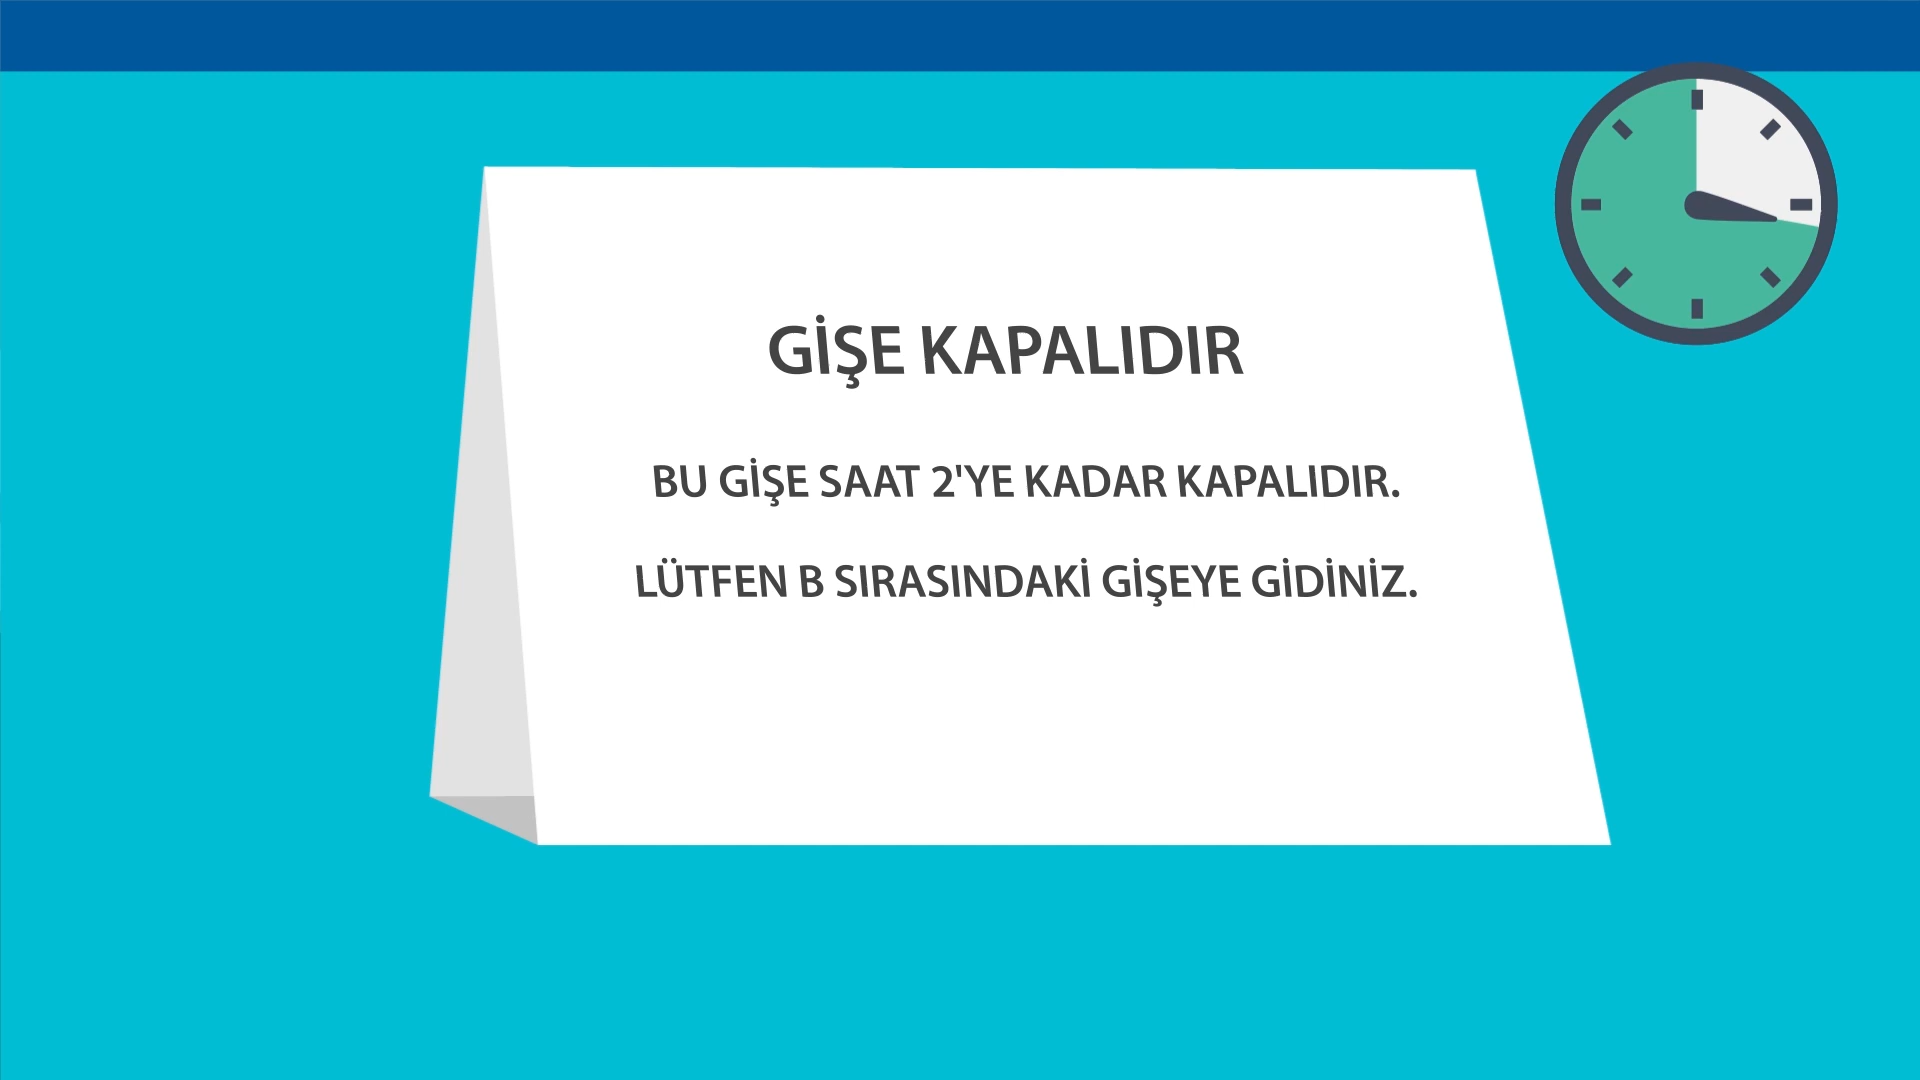 GİŞE KAPALIDIR
BU GİŞE SAAT 2'YE KADAR KAPALIDIR.
LÜTFEN B SIRASINDAKİ GİŞEYE GİDİNİZ.